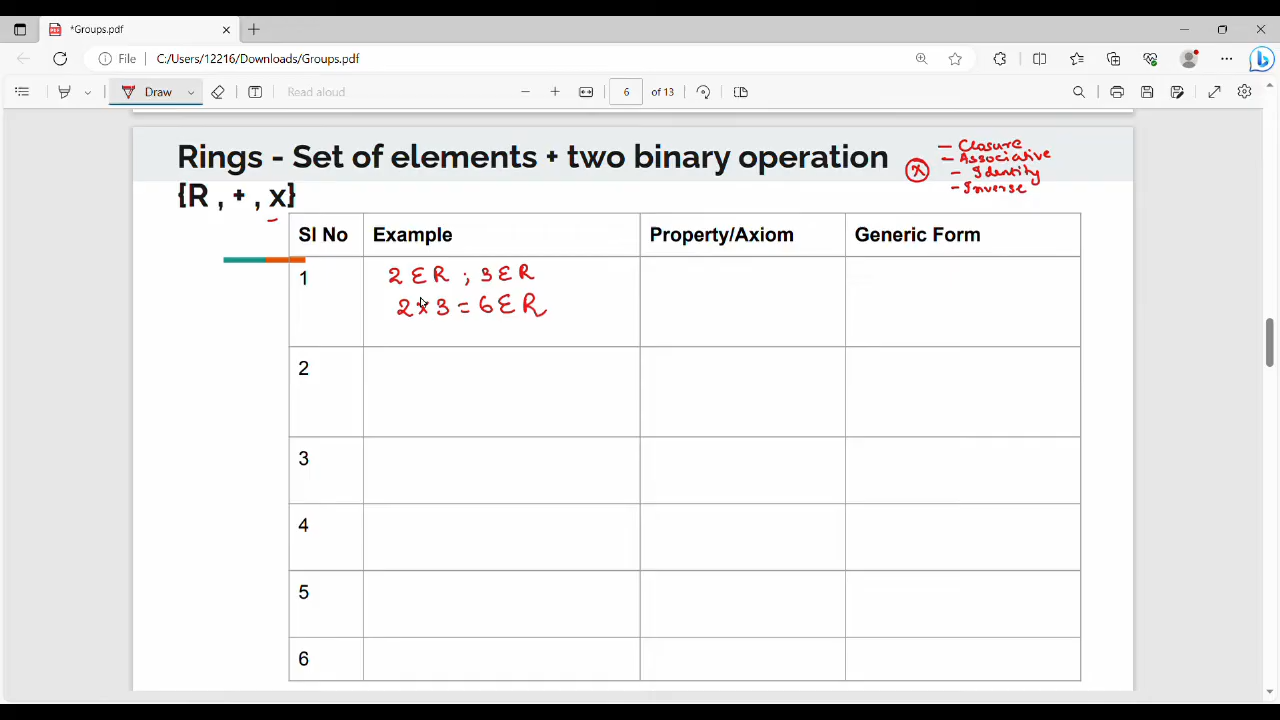 *Groups.pdf
File C:/Users/12216/Downloads/Groups.pdf
Draw Read aloud 6 of 13
Rings - Set of elements + two binary operation
{R , + , x}
x
- Closure
- Associative
- Identity
- Inverse
Sl No Example Property/Axiom Generic Form
1 2 ∈ R ; 3 ∈ R
2 x 3 = 6 ∈ R
2
3
4
5
6